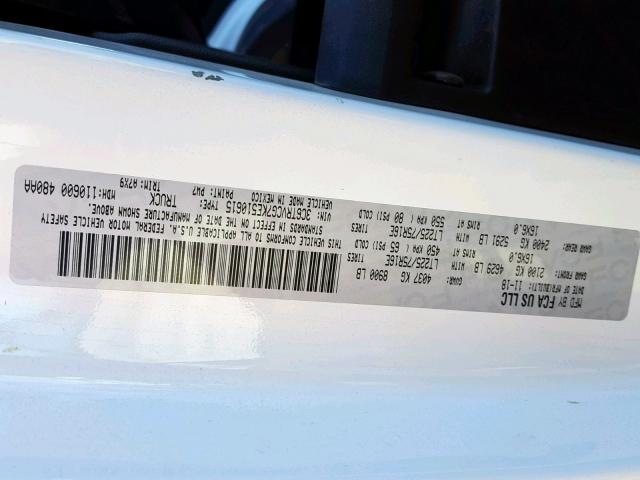 MFD BY FCA US LLC
DATE OF MFR(BUILT): 11-18 GVWR: 4037 KG 8900 LB
GAWR FRONT: 2100 KG 4629 LB WITH TIRES LT225/75R16E
16X6.0 RIMS AT 450 KPA ( 65 PSI) COLD
GAWR REAR: 2400 KG 5291 LB WITH TIRES LT225/75R16E
16X6.0 RIMS AT 550 KPA ( 80 PSI) COLD
THIS VEHICLE CONFORMS TO ALL APPLICABLE U.S.A. FEDERAL MOTOR VEHICLE SAFETY
STANDARDS IN EFFECT ON THE DATE OF MANUFACTURE SHOWN ABOVE.
VIN: 3C6TRVCG7KE510615 TYPE: TRUCK
VEHICLE MADE IN MEXICO PAINT: PW7 TRIM: A7X9 MDH:110600 480AA